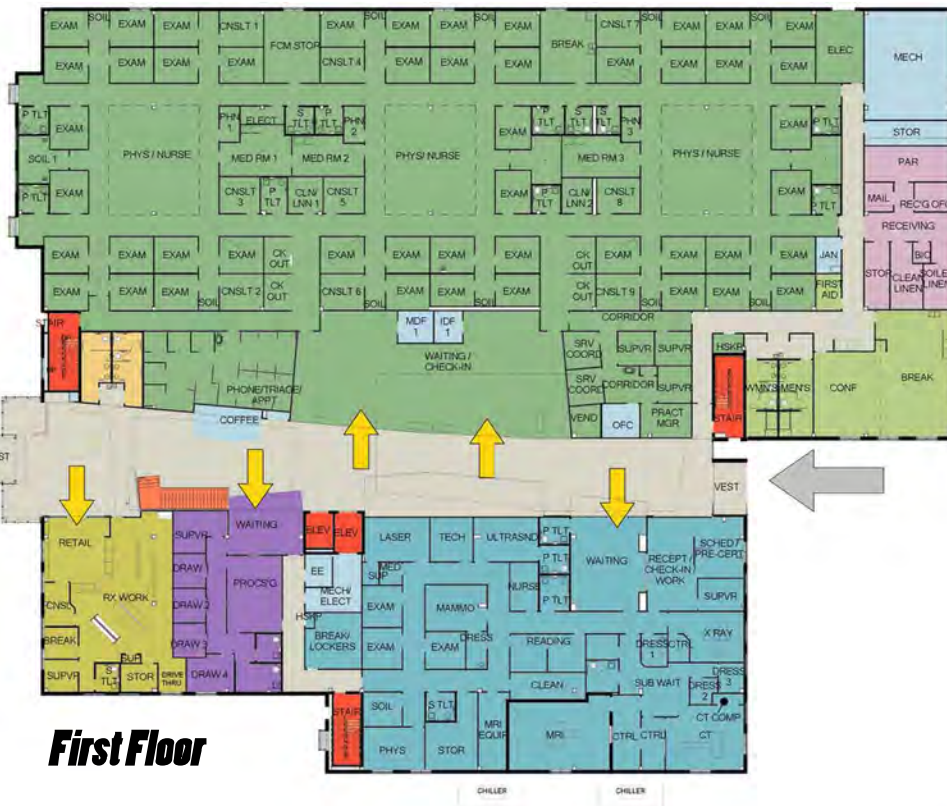 EXAM SOIL EXAM EXAM CNSLT 1 SOIL EXAM EXAM SOIL EXAM CNSLT 7 SOIL EXAM EXAM SOIL EXAM
FCM STOR BREAK ELEC
EXAM EXAM EXAM EXAM CNSLT 4 EXAM EXAM EXAM EXAM EXAM EXAM EXAM
MECH
P TLT PHN 1 ELECT S TLT P TLT PHN 2 EXAM P TLT S TLT S TLT PHN 3 EXAM P TLT
STOR
SOIL 1 PHYS / NURSE MED RM 1 MED RM 2 PHYS / NURSE MED RM 3 PHYS / NURSE
PAR
P TLT EXAM CNSLT 3 P TLT CLN/ LNN 1 CNSLT 5 EXAM P TLT CLN/ LNN 2 CNSLT 8 EXAM P TLT
MAIL REC'G OFC
RECEIVING
EXAM EXAM EXAM EXAM CK OUT EXAM EXAM EXAM EXAM CK OUT EXAM EXAM EXAM EXAM JAN
BIO
STOR CLEAN LINEN SOILE LINEN
EXAM EXAM EXAM SOIL CNSLT 2 CK OUT CNSLT 6 SOIL EXAM EXAM SOIL EXAM CK OUT CNSLT 9 SOIL EXAM EXAM SOIL EXAM FIRST AID
STAIR MDF 1 IDF 1 CORRIDOR
WAITING / CHECK-IN
SRV COORD SUPVR SUPVR HSKR
SRV COORD CORRIDOR SUPVR
PHONE/TRIAGE/ APPT
WMN'S MEN'S CONF BREAK
COFFEE VEND OFC PRACT MGR STAIR
ST
VEST
RETAIL SUPVR WAITING ELEV ELEV LASER TECH ULTRASND P TLT WAITING RECEPT / CHECK-IN WORK SCHED / PRE-CERT
DRAW 1 PROCS'G EE MED SUP NURSE P TLT
CNSL RX WORK DRAW 2 MECH/ ELECT EXAM MAMMO P TLT SUPVR
HSKP
BREAK DRAW 3 BREAK/ LOCKERS EXAM EXAM DRESS READING DRESS 1 CTRL X RAY
SUPVR S TLT SUP STOR DRIVE THRU DRAW 4 CLEAN SUB WAIT DRESS 2 DRESS 3
STAIR SOIL S TLT CT COMP
PHYS STOR MRI EQUIP MRI CTRL CTRL CT
First Floor
CHILLER CHILLER